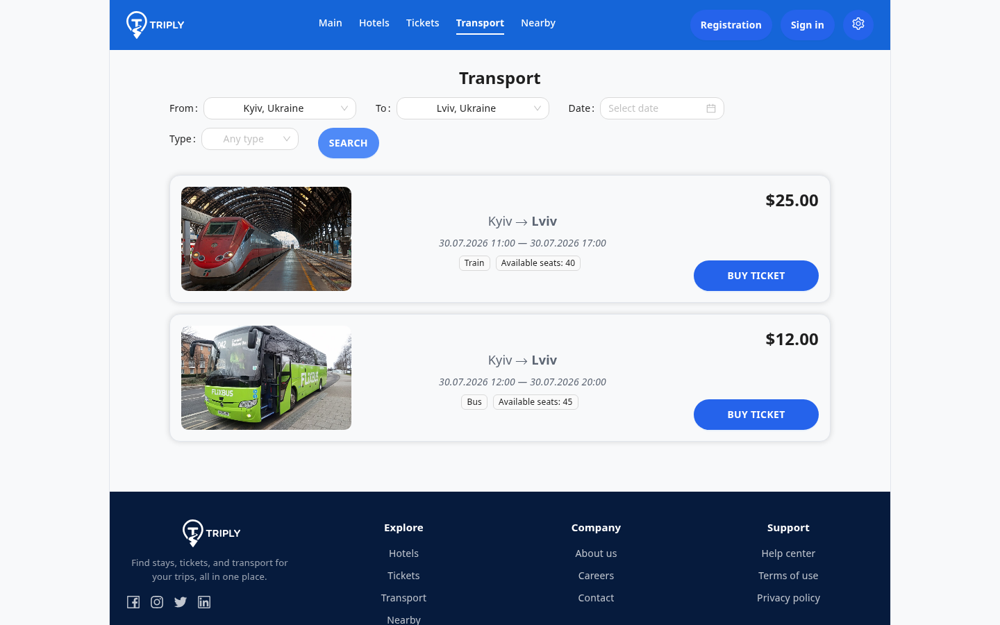 TRIPLY
Main Hotels Tickets Transport Nearby
Registration Sign in
Transport
From: Kyiv, Ukraine To: Lviv, Ukraine Date: Select date
Type: Any type SEARCH
$25.00
Kyiv → Lviv
30.07.2026 11:00 — 30.07.2026 17:00
Train Available seats: 40
BUY TICKET
042
FLIXBUS
FLIXBUS
$12.00
Kyiv → Lviv
30.07.2026 12:00 — 30.07.2026 20:00
Bus Available seats: 45
BUY TICKET
TRIPLY
Find stays, tickets, and transport for
your trips, all in one place.
Explore
Hotels
Tickets
Transport
Nearby
Company
About us
Careers
Contact
Support
Help center
Terms of use
Privacy policy